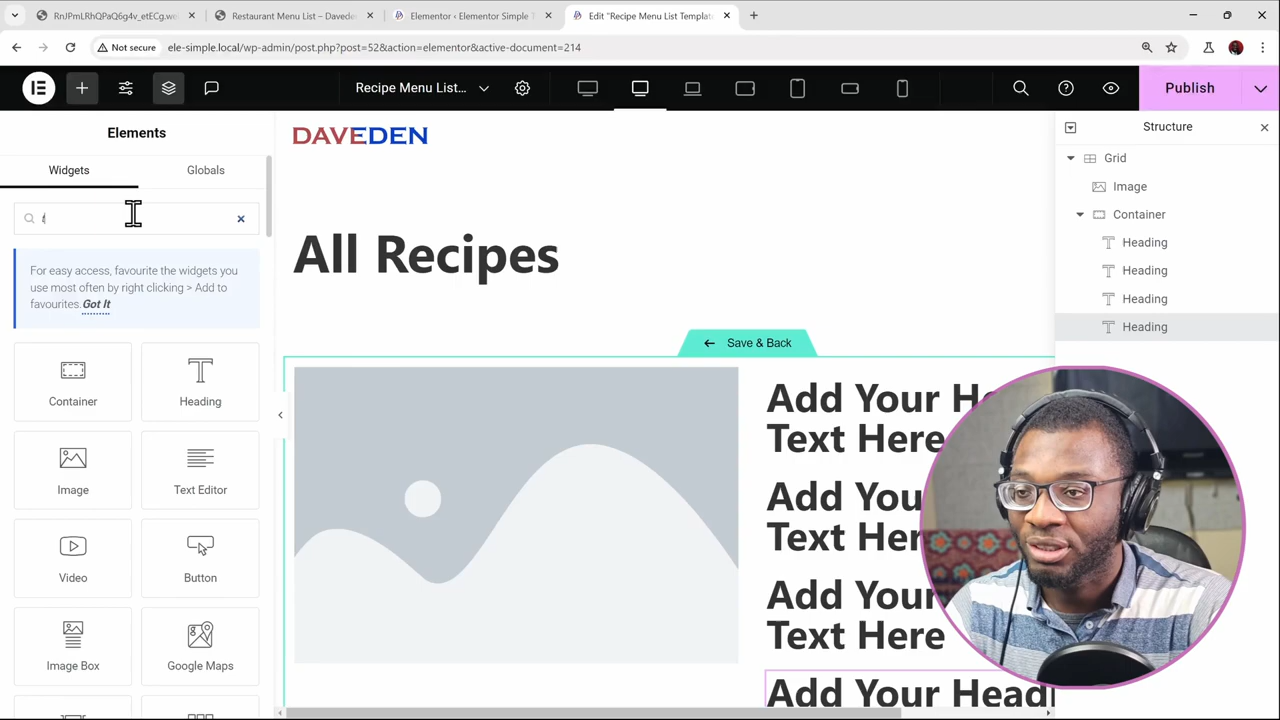 RnJPmLRhQPaQ6g4v_etECg.we
Restaurant Menu List – Davede
Elementor ‹ Elementor Simple T
Edit "Recipe Menu List Templat
Not secure
ele-simple.local/wp-admin/post.php?post=52&action=elementor&active-document=214
Recipe Menu List...
Publish
Elements
Widgets
Globals
For easy access, favourite the widgets you
use most often by right clicking > Add to
favourites. Got It
Container
Heading
Image
Text Editor
Video
Button
Image Box
Google Maps
DAVEDEN
All Recipes
Save & Back
Add Your He
Text Here
Add You
Text Her
Add Your
Text Here
Add Your Head
Structure
Grid
Image
Container
Heading
Heading
Heading
Heading